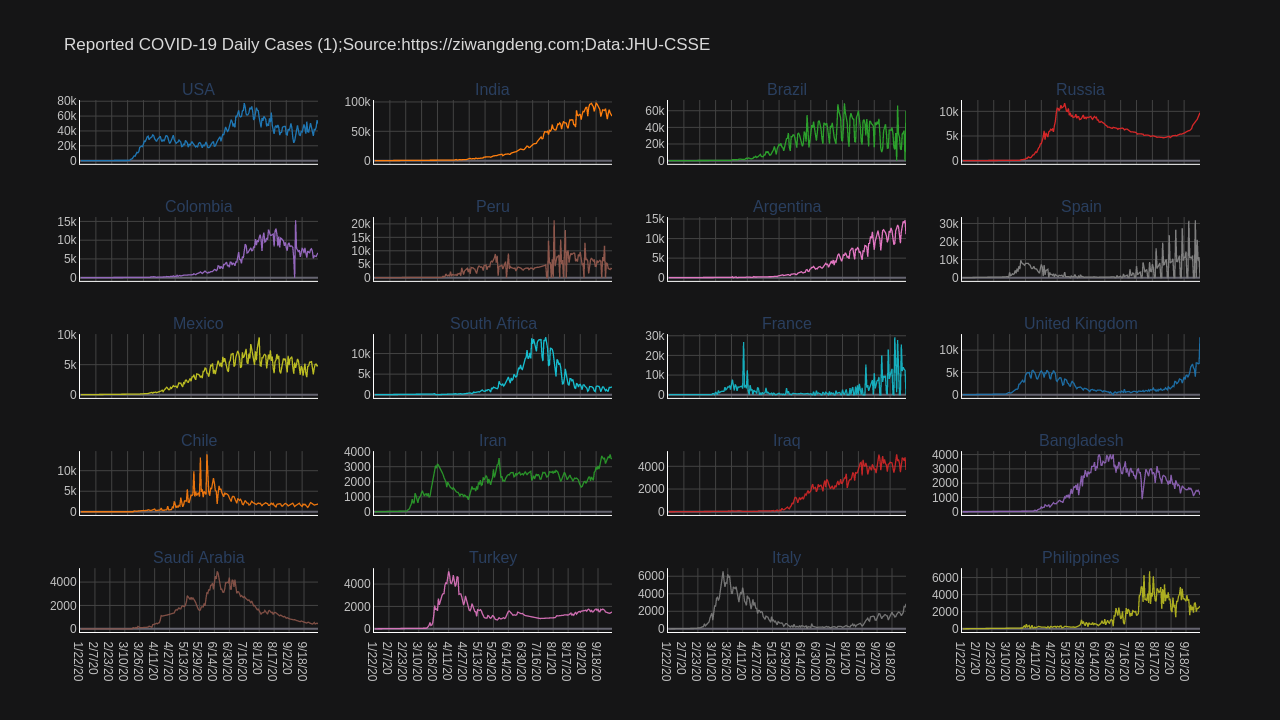 Reported COVID-19 Daily Cases (1);Source:https://ziwangdeng.com;Data:JHU-CSSE
USA India Brazil Russia
80k 60k 40k 20k 0
100k 50k 0
60k 40k 20k 0
10k 5k 0
Colombia Peru Argentina Spain
15k 10k 5k 0
20k 15k 10k 5k 0
15k 10k 5k 0
30k 20k 10k 0
Mexico South Africa France United Kingdom
10k 5k 0
10k 5k 0
30k 20k 10k 0
10k 5k 0
Chile Iran Iraq Bangladesh
10k 5k 0
4000 3000 2000 1000 0
4000 2000 0
4000 3000 2000 1000 0
Saudi Arabia Turkey Italy Philippines
4000 2000 0
4000 2000 0
6000 4000 2000 0
6000 4000 2000 0
1/22/20 2/7/20 2/23/20 3/10/20 3/26/20 4/11/20 4/27/20 5/13/20 5/29/20 6/14/20 6/30/20 7/16/20 8/1/20 8/17/20 9/2/20 9/18/20
1/22/20 2/7/20 2/23/20 3/10/20 3/26/20 4/11/20 4/27/20 5/13/20 5/29/20 6/14/20 6/30/20 7/16/20 8/1/20 8/17/20 9/2/20 9/18/20
1/22/20 2/7/20 2/23/20 3/10/20 3/26/20 4/11/20 4/27/20 5/13/20 5/29/20 6/14/20 6/30/20 7/16/20 8/1/20 8/17/20 9/2/20 9/18/20
1/22/20 2/7/20 2/23/20 3/10/20 3/26/20 4/11/20 4/27/20 5/13/20 5/29/20 6/14/20 6/30/20 7/16/20 8/1/20 8/17/20 9/2/20 9/18/20